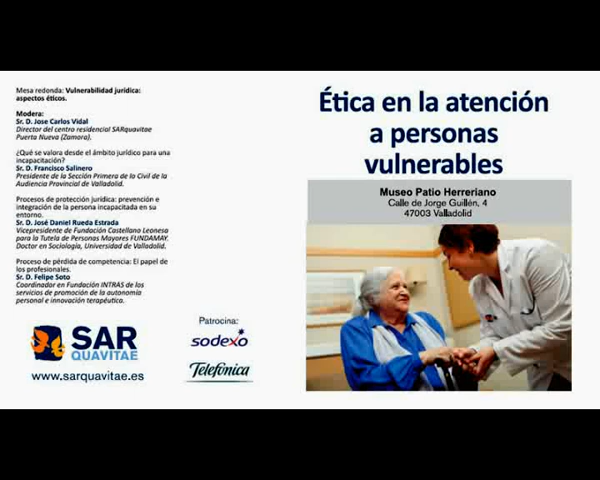 Mesa redonda: Vulnerabilidad jurídica:
aspectos éticos.
Modera:
Sr. D. Jose Carlos Vidal
Director del centro residencial SARquavitae
Puerta Nueva (Zamora).
¿Qué se valora desde el ámbito jurídico para una
incapacitación?
Sr. D. Francisco Salinero
Presidente de la Sección Primera de lo Civil de la
Audiencia Provincial de Valladolid.
Procesos de protección jurídica: prevención e
integración de la persona incapacitada en su
entorno.
Sr. D. José Daniel Rueda Estrada
Vicepresidente de Fundación Castellano Leonesa
para la Tutela de Personas Mayores FUNDAMAY.
Doctor en Sociología, Universidad de Valladolid.
Proceso de pérdida de competencia: El papel de
los profesionales.
Sr. D. Felipe Soto
Coordinador en Fundación INTRAS de los
servicios de promoción de la autonomía
personal e innovación terapéutica.
SAR
QUAVITAE
www.sarquavitae.es
Patrocina:
sodexo
Telefónica
Ética en la atención
a personas
vulnerables
Museo Patio Herreriano
Calle de Jorge Guillén, 4
47003 Valladolid